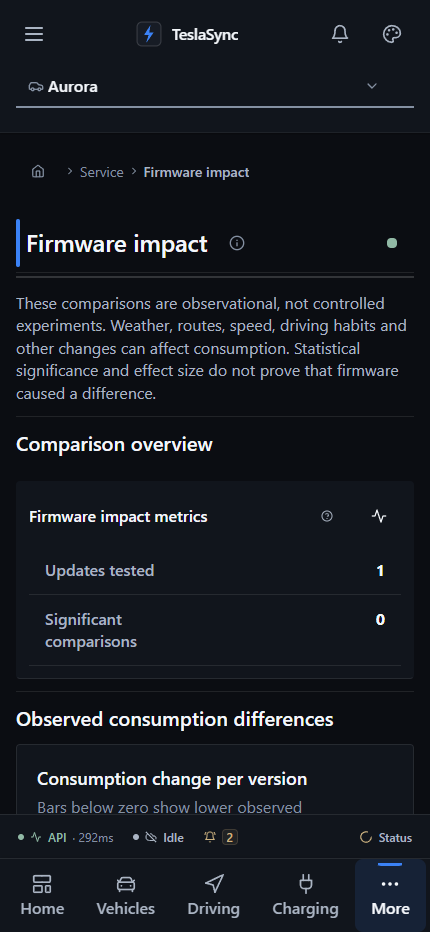 TeslaSync
Aurora
Service
Firmware impact
Firmware impact
These comparisons are observational, not controlled
experiments. Weather, routes, speed, driving habits and
other changes can affect consumption. Statistical
significance and effect size do not prove that firmware
caused a difference.
Comparison overview
Firmware impact metrics
Updates tested 1
Significant
comparisons 0
Observed consumption differences
Consumption change per version
Bars below zero show lower observed
API · 292ms Idle 2 Status
Home Vehicles Driving Charging More